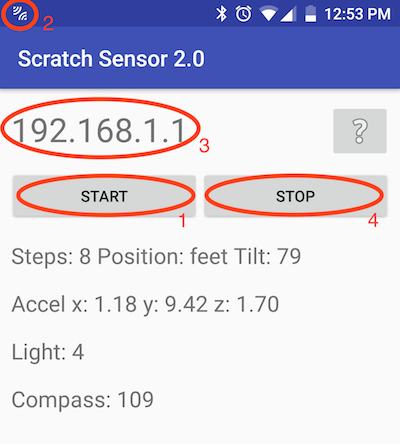 2 12:53 PM
Scratch Sensor 2.0
192.168.1.1 3 ?
START STOP
1 4
Steps: 8 Position: feet Tilt: 79
Accel x: 1.18 y: 9.42 z: 1.70
Light: 4
Compass: 109